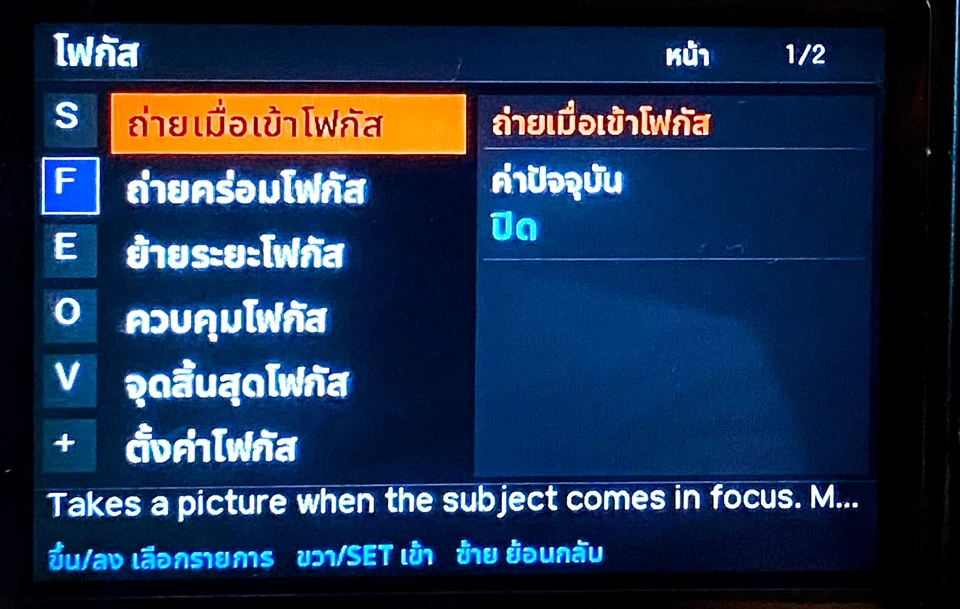 โฟกัส หน้า 1/2
S ถ่ายเมื่อเข้าโฟกัส
F ถ่ายคร่อมโฟกัส
E ย้ายระยะโฟกัส
O ควบคุมโฟกัส
V จุดสิ้นสุดโฟกัส
+ ตั้งค่าโฟกัส
ถ่ายเมื่อเข้าโฟกัส
ค่าปัจจุบัน
ปิด
Takes a picture when the subject comes in focus. M...
ขึ้น/ลง เลือกรายการ ขวา/SET เข้า ซ้าย ย้อนกลับ